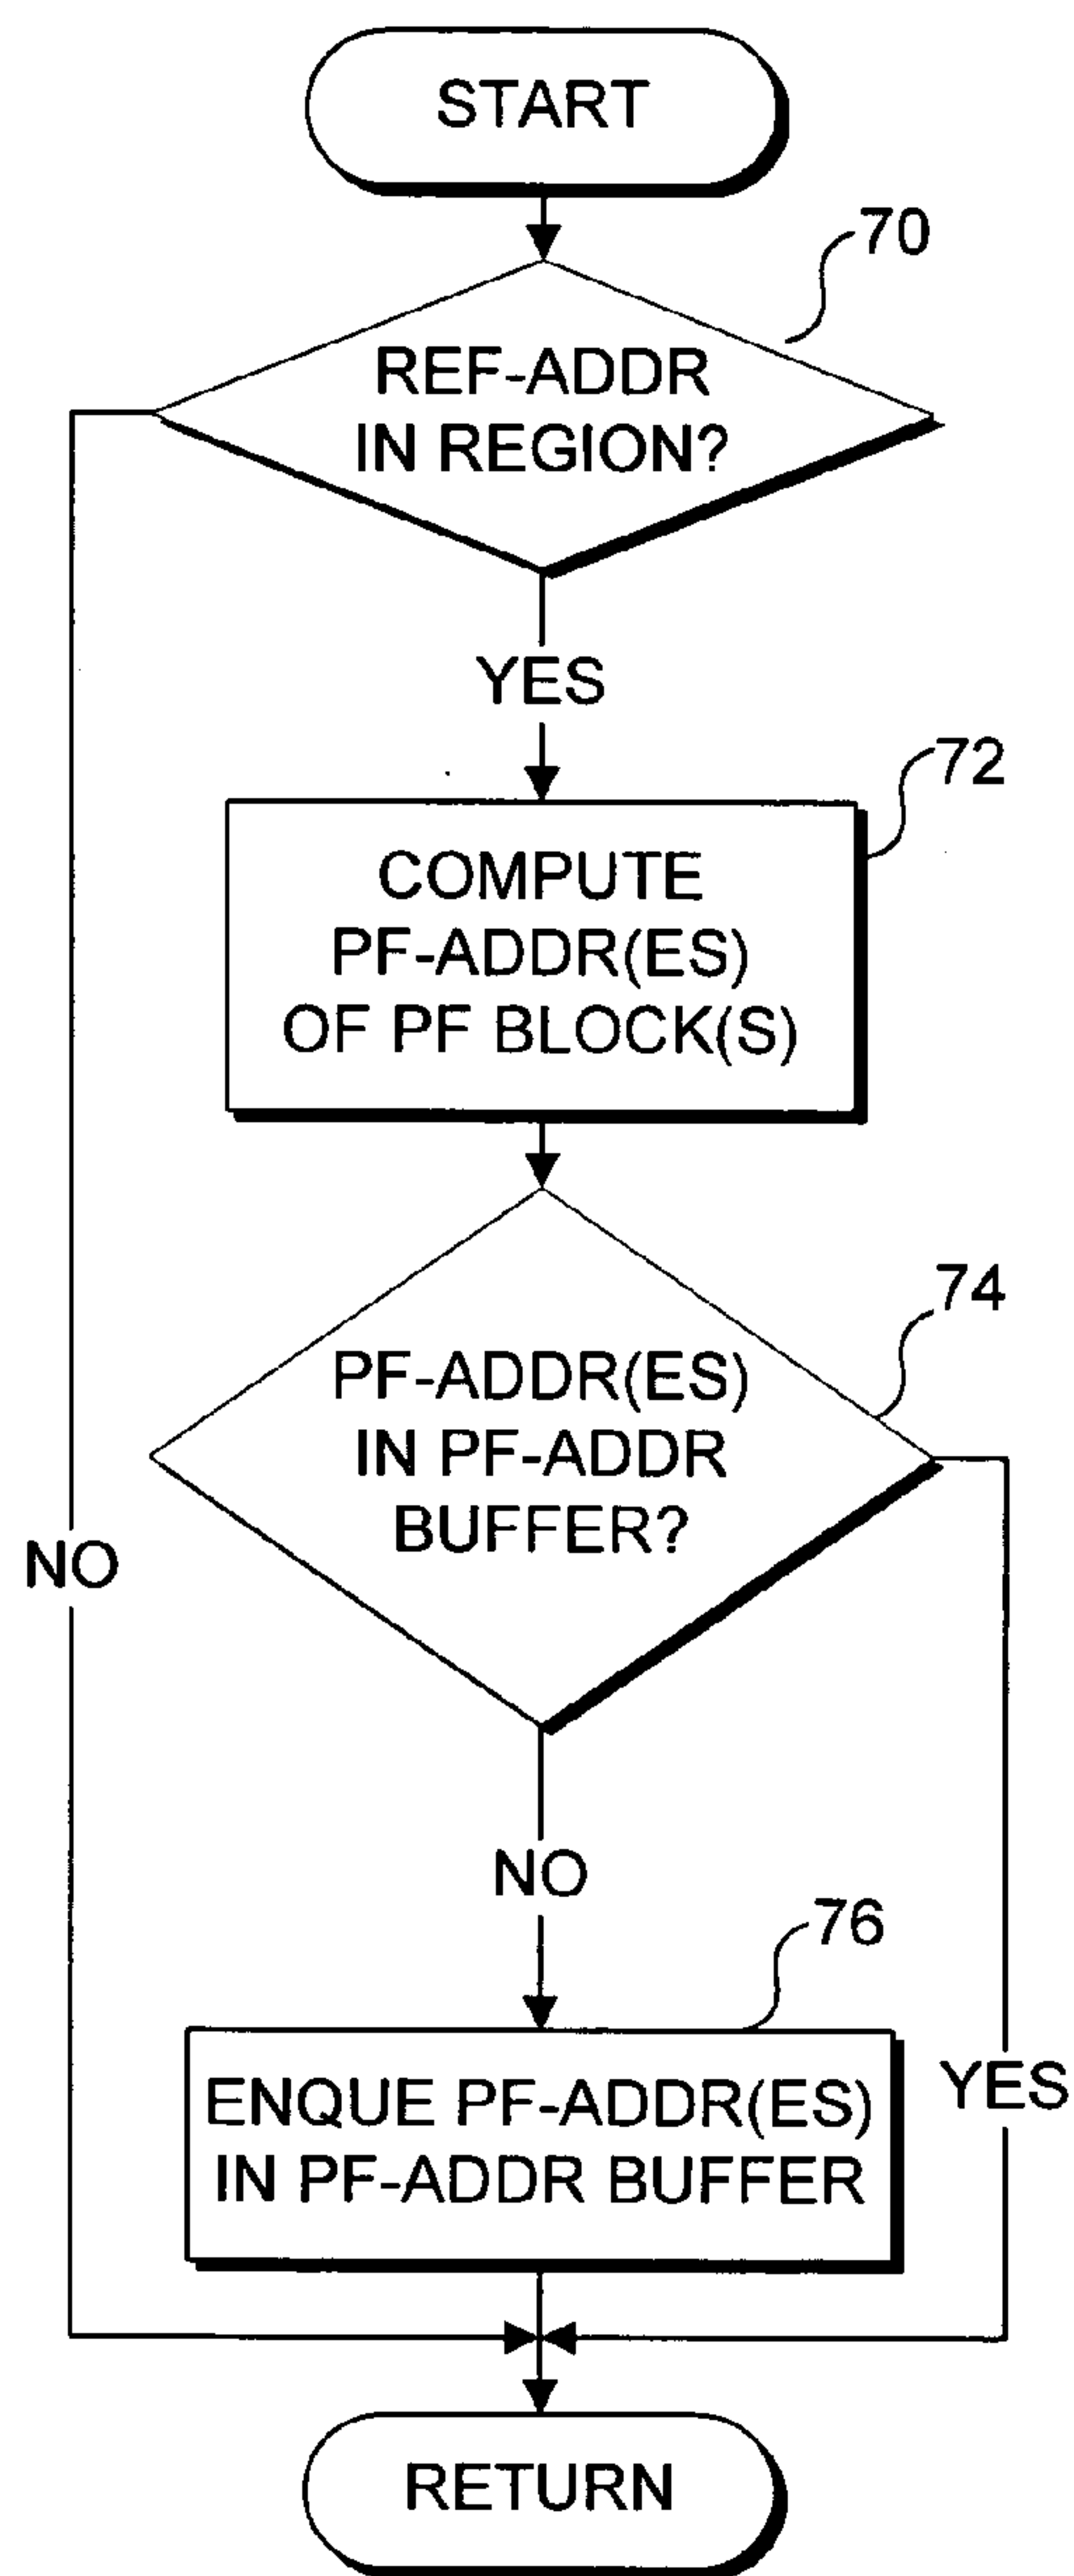 START
70
REF-ADDR
IN REGION?
YES
72
COMPUTE
PF-ADDR(ES)
OF PF BLOCK(S)
74
PF-ADDR(ES)
IN PF-ADDR
BUFFER?
NO
NO
76
ENQUE PF-ADDR(ES)
IN PF-ADDR BUFFER
YES
RETURN